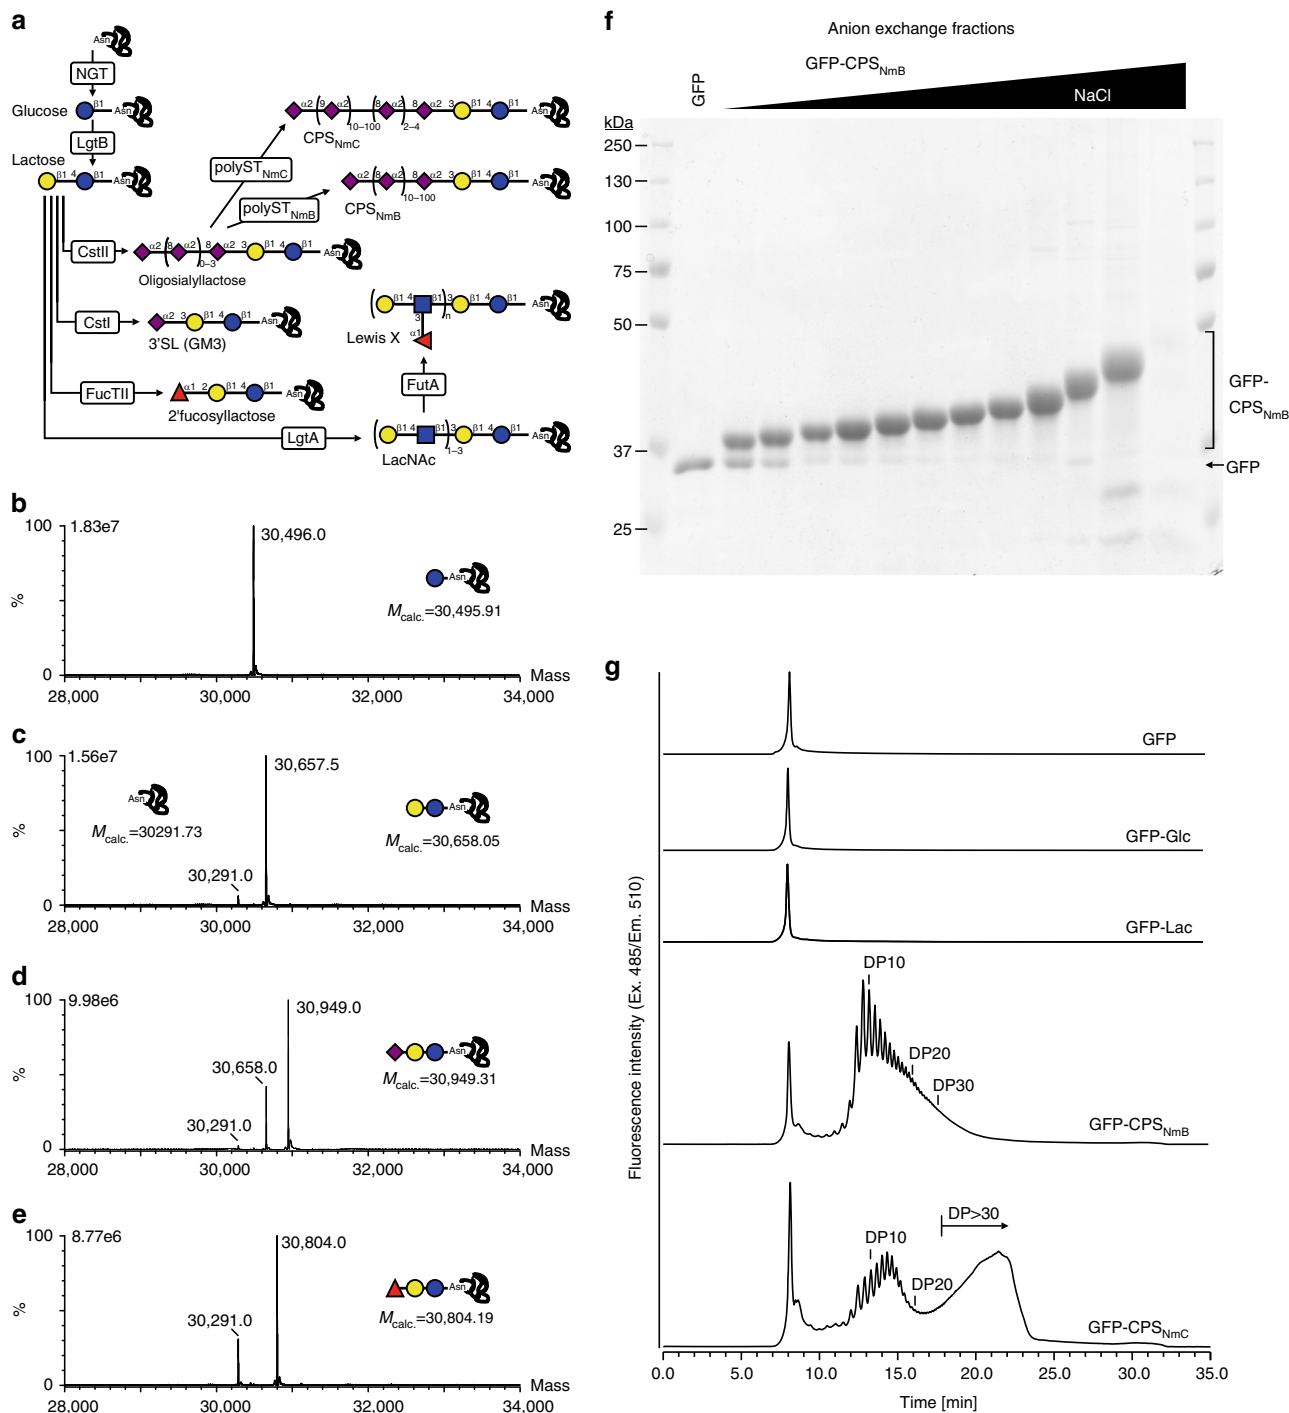 a
Asn
NGT
Glucose β1 Asn
LgtB
Lactose
β1 4 β1 Asn
α2 9 α2 8 α2 8 α2 3 β1 4 β1 Asn
10–100 2–4
CPSNmC
polySTNmC
α2 8 α2 8 α2 3 β1 4 β1 Asn
10–100
CPSNmB
polySTNmB
CstII
α2 8 α2 8 α2 3 β1 4 β1 Asn
0–3
Oligosialyllactose
CstI
α2 3 β1 4 β1 Asn
3'SL (GM3)
β1 4 β1 3 β1 4 β1 Asn
n
3
α1
Lewis X
FutA
FucTII
α1 2 β1 4 β1 Asn
2'fucosyllactose
LgtA
β1 4 β1 3 β1 4 β1 Asn
1–3
LacNAc
b
100
1.83e7
30,496.0
Asn
Mcalc.=30,495.91
%
0
Mass
28,000 30,000 32,000 34,000
c
100
1.56e7
30,657.5
Asn
Mcalc.=30291.73
Asn
Mcalc.=30,658.05
30,291.0
%
0
Mass
28,000 30,000 32,000 34,000
d
100
9.98e6
30,949.0
Asn
Mcalc.=30,949.31
30,658.0
30,291.0
%
0
Mass
28,000 30,000 32,000 34,000
e
100
8.77e6
30,804.0
Asn
Mcalc.=30,804.19
30,291.0
%
0
Mass
28,000 30,000 32,000 34,000
f
Anion exchange fractions
GFP-CPSNmB
GFP
NaCl
kDa
250
130
100
75
50
37
25
GFP-
CPSNmB
GFP
g
GFP
GFP-Glc
GFP-Lac
DP10
DP20
DP30
GFP-CPSNmB
DP>30
DP10
DP20
GFP-CPSNmC
Fluorescence intensity (Ex. 485/Em. 510)
0.0 5.0 10.0 15.0 20.0 25.0 30.0 35.0
Time [min]